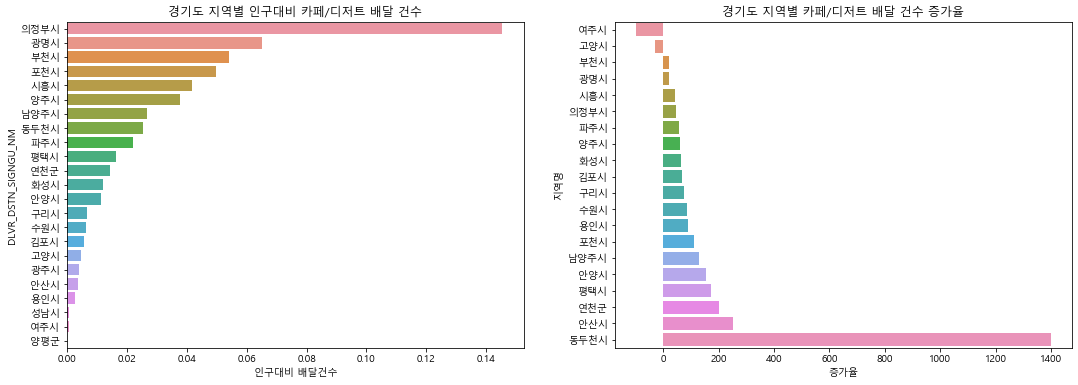 경기도 지역별 인구대비 카페/디저트 배달 건수
DLVR_DSTN_SIGNGU_NM
의정부시
광명시
부천시
포천시
시흥시
양주시
남양주시
동두천시
파주시
평택시
연천군
화성시
안양시
구리시
수원시
김포시
고양시
광주시
안산시
용인시
성남시
여주시
양평군
0.00 0.02 0.04 0.06 0.08 0.10 0.12 0.14
인구대비 배달건수
경기도 지역별 카페/디저트 배달 건수 증가율
지역명
여주시
고양시
부천시
광명시
시흥시
의정부시
파주시
양주시
화성시
김포시
구리시
수원시
용인시
포천시
남양주시
안양시
평택시
연천군
안산시
동두천시
0 200 400 600 800 1000 1200 1400
증가율